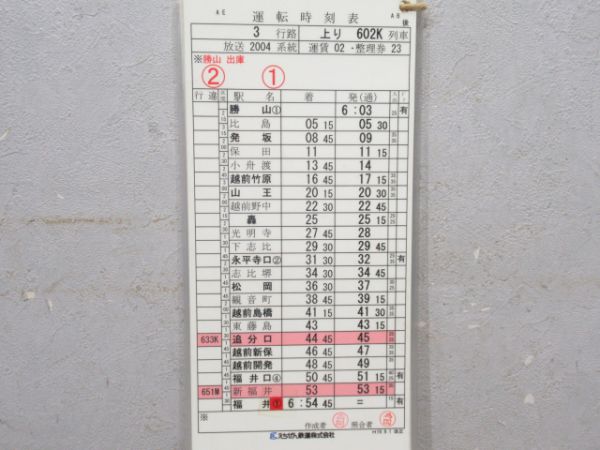 AE 運転時刻表 AB 後
3 行路 上り 602K 列車
放送 2004 系統 運賃 02 - 整理券 23
※勝山 出庫
② ①
行違 駅名 着 発(通)
勝山① 6:03 有
比島 05 15 05 30
発坂 08 45 09
保田 11 11 15
小舟渡 13 45 14
越前竹原 16 45 17 15
山王 20 15 20 30
越前野中 22 30 22 45
轟 25 25 15
光明寺 27 45 28
下志比 29 30 29 45
永平寺口② 31 30 32 有
志比堺 34 30 34 45
松岡 36 30 37
観音町 38 45 39 15
越前島橋 41 15 41 30
東藤島 43 43 15
633K 追分口 44 45 45
越前新保 46 45 47
越前開発 48 45 49
福井口④ 50 45 51 15 有
651單 新福井 53 53 15
福井① 6:54 45 = 有
※
作成者 照合者
えちぜん鉄道株式会社